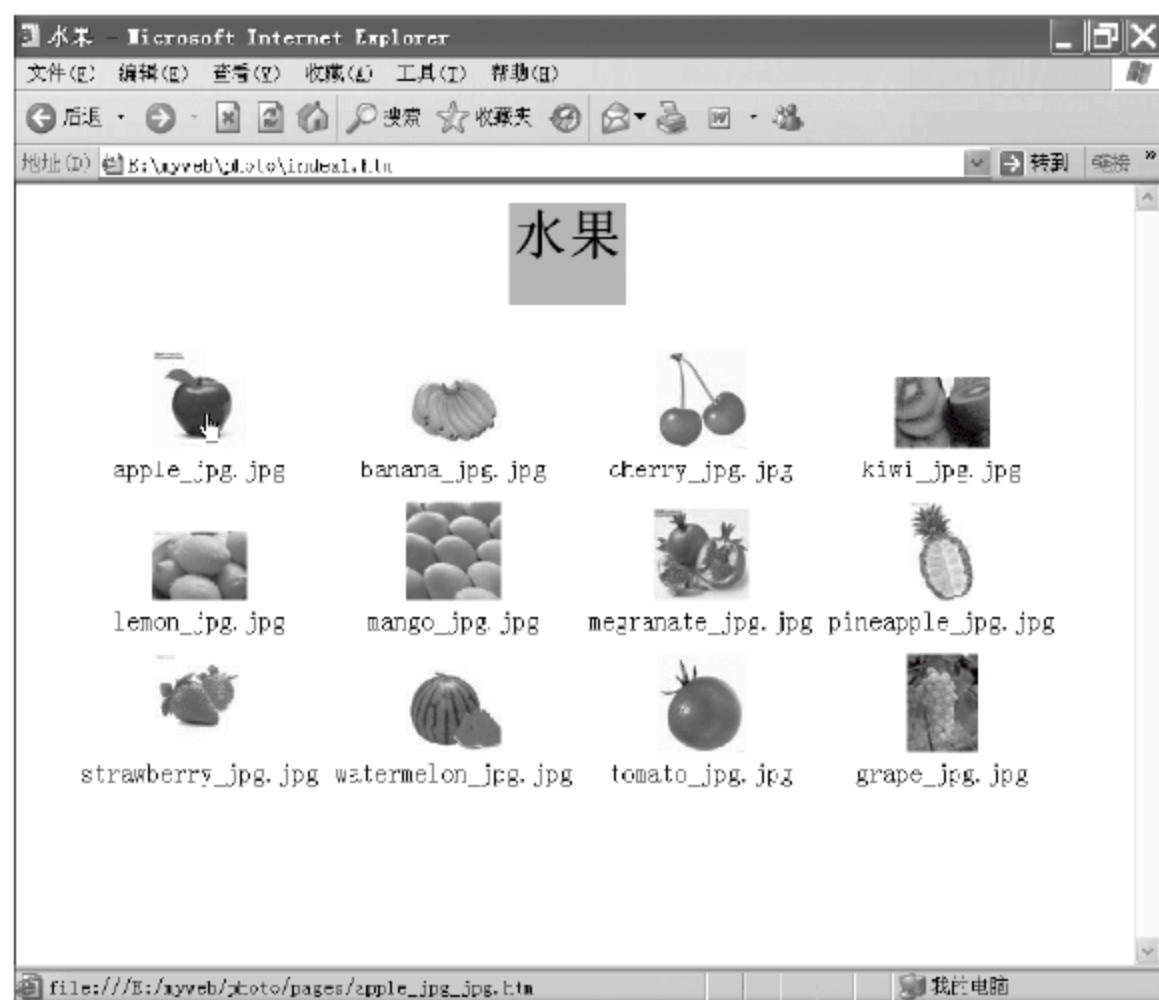 水果 - Microsoft Internet Explorer
文件(F) 编辑(E) 查看(V) 收藏(A) 工具(T) 帮助(H)
后退 搜索 收藏夹
地址(D) E:\myweb\photo\index1.htm 转到 链接 »
水果
apple_jpg.jpg banana_jpg.jpg cherry_jpg.jpg kiwi_jpg.jpg
lemon_jpg.jpg mango_jpg.jpg megranate_jpg.jpg pineapple_jpg.jpg
strawberry_jpg.jpg watermelon_jpg.jpg tomato_jpg.jpg grape_jpg.jpg
file:///E:/myweb/photo/pages/apple_jpg_jpg.htm 我的电脑